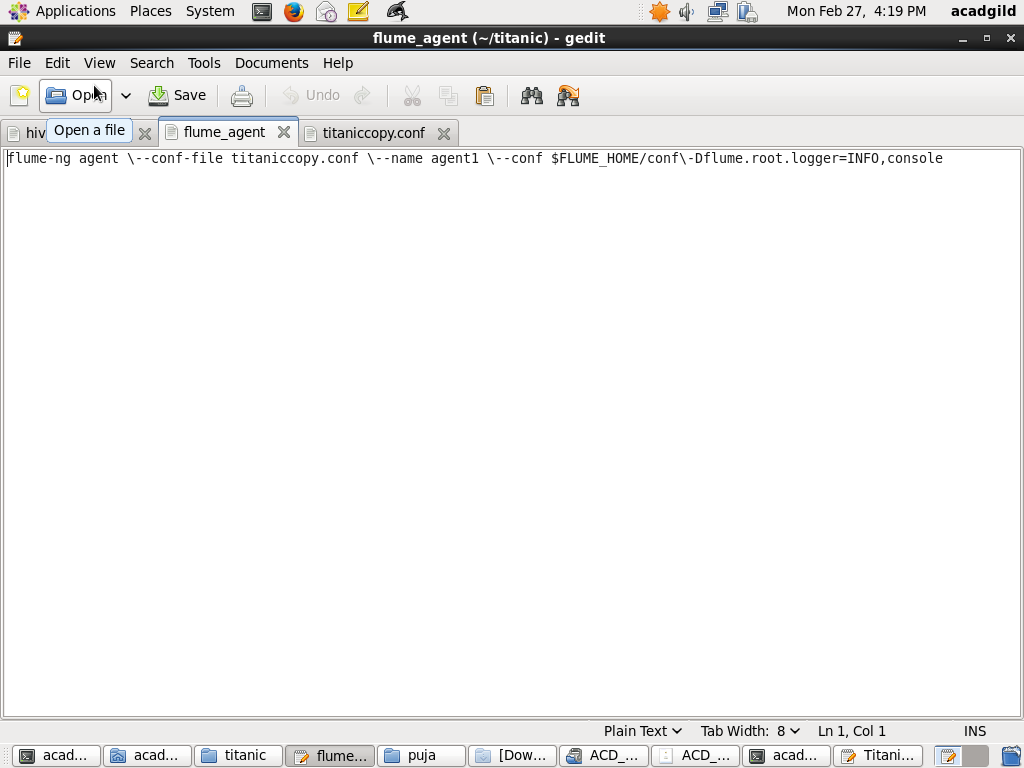 Applications Places System Mon Feb 27, 4:19 PM acadgild
flume_agent (~/titanic) - gedit
File Edit View Search Tools Documents Help
Open Save Undo
hiv Open a file flume_agent titaniccopy.conf
flume-ng agent \--conf-file titaniccopy.conf \--name agent1 \--conf $FLUME_HOME/conf\-Dflume.root.logger=INFO,console
Plain Text Tab Width: 8 Ln 1, Col 1 INS
acad... acad... titanic flume... puja [Dow... ACD_... ACD_... acad... Titani...